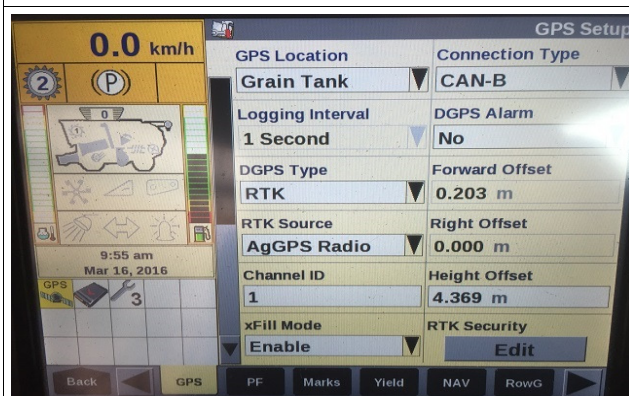 GPS Setup
0.0 km/h
2
P
0
9:55 am
Mar 16, 2016
GPS
3
GPS Location
Grain Tank
Connection Type
CAN-B
Logging Interval
1 Second
DGPS Alarm
No
DGPS Type
RTK
Forward Offset
0.203 m
RTK Source
AgGPS Radio
Right Offset
0.000 m
Channel ID
1
Height Offset
4.369 m
xFill Mode
Enable
RTK Security
Edit
Back GPS PF Marks Yield NAV RowG